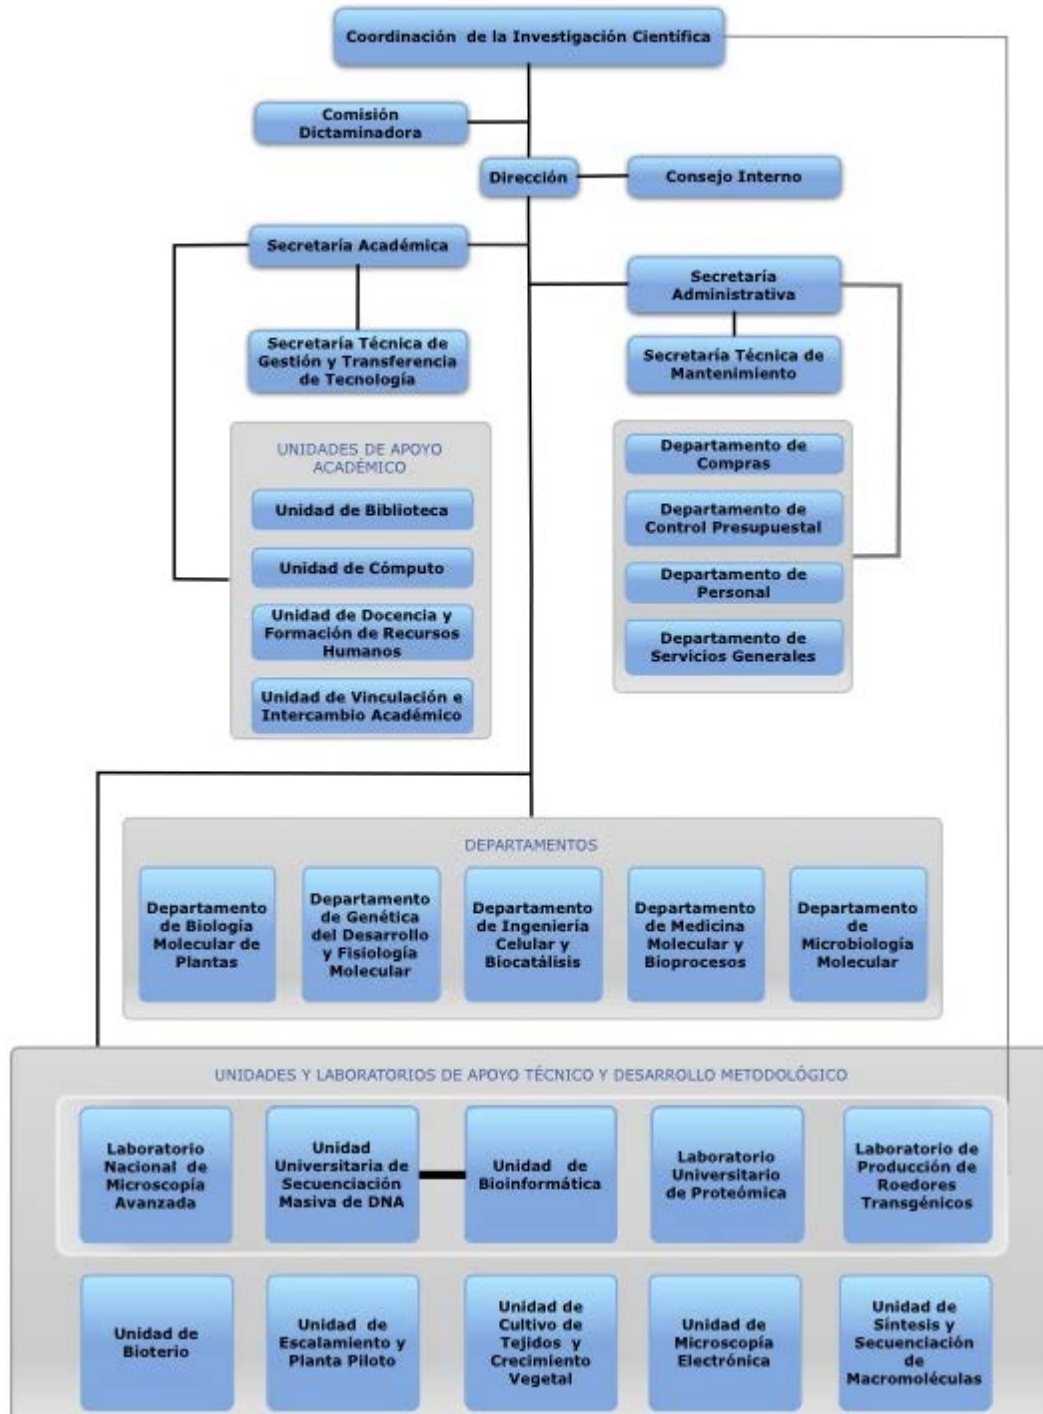 Coordinación de la Investigación Científica
Comisión
Dictaminadora
Dirección
Consejo Interno
Secretaría Académica
Secretaría
Administrativa
Secretaría Técnica de
Gestión y Transferencia
de Tecnología
Secretaría Técnica de
Mantenimiento
UNIDADES DE APOYO
ACADÉMICO
Unidad de Biblioteca
Unidad de Cómputo
Unidad de Docencia y
Formación de Recursos
Humanos
Unidad de Vinculación e
Intercambio Académico
Departamento de
Compras
Departamento de
Control Presupuestal
Departamento de
Personal
Departamento de
Servicios Generales
DEPARTAMENTOS
Departamento
de Biología
Molecular de
Plantas
Departamento
de Genética
del Desarrollo
y Fisiología
Molecular
Departamento
de Ingeniería
Celular y
Biocatálisis
Departamento
de Medicina
Molecular y
Bioprocesos
Departamento
de
Microbiología
Molecular
UNIDADES Y LABORATORIOS DE APOYO TÉCNICO Y DESARROLLO METODOLÓGICO
Laboratorio
Nacional de
Microscopía
Avanzada
Unidad
Universitaria de
Secuenciación
Masiva de DNA
Unidad de
Bioinformática
Laboratorio
Universitario
de Proteómica
Laboratorio de
Producción de
Roedores
Transgénicos
Unidad de
Bioterio
Unidad de
Escalamiento y
Planta Piloto
Unidad de
Cultivo de
Tejidos y
Crecimiento
Vegetal
Unidad de
Microscopía
Electrónica
Unidad de
Síntesis y
Secuenciación
de
Macromoléculas